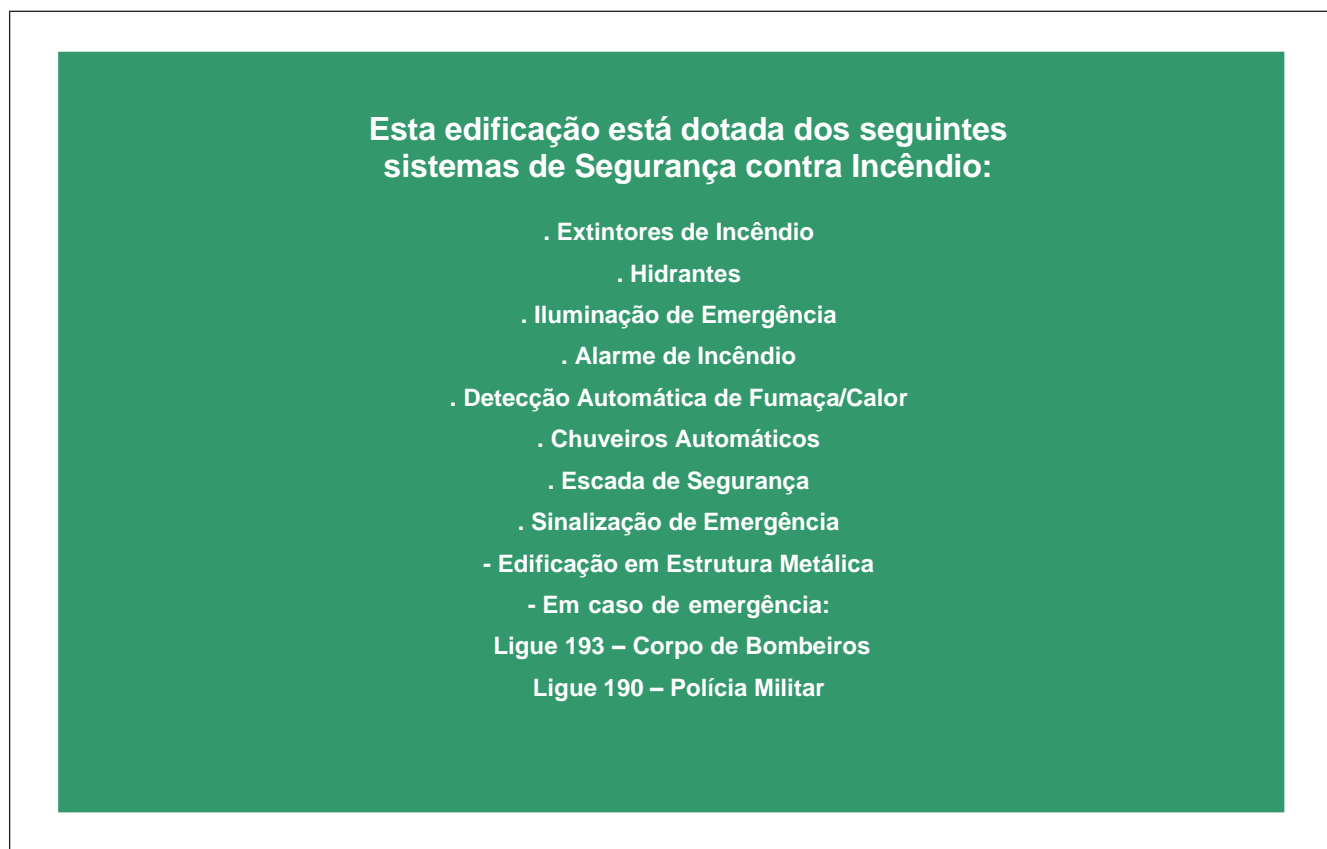 Esta edificação está dotada dos seguintes
sistemas de Segurança contra Incêndio:
. Extintores de Incêndio
. Hidrantes
. Iluminação de Emergência
. Alarme de Incêndio
. Detecção Automática de Fumaça/Calor
. Chuveiros Automáticos
. Escada de Segurança
. Sinalização de Emergência
- Edificação em Estrutura Metálica
- Em caso de emergência:
Ligue 193 – Corpo de Bombeiros
Ligue 190 – Polícia Militar